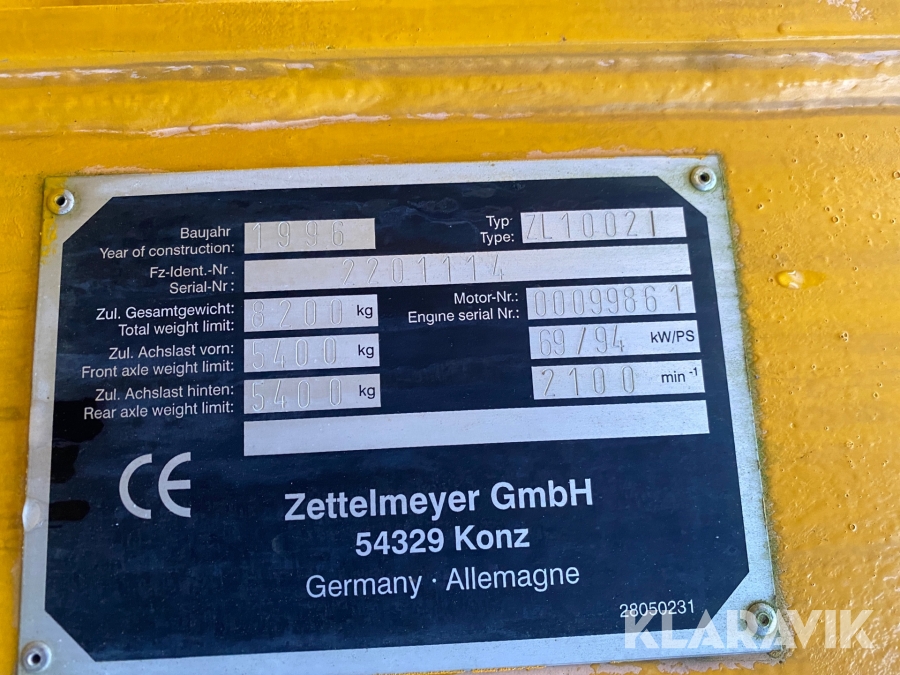 Baujahr
Year of construction: 1996
Typ
Type: ZL1002I
Fz-Ident.-Nr.
Serial-Nr.: 2201114
Zul. Gesamtgewicht:
Total weight limit: 8200 kg
Motor-Nr.:
Engine serial Nr.: 00099861
Zul. Achslast vorn:
Front axle weight limit: 5400 kg
69/94 kW/PS
Zul. Achslast hinten:
Rear axle weight limit: 5400 kg
2100 min⁻¹
CE
Zettelmeyer GmbH
54329 Konz
Germany · Allemagne
28050231
KLARAVIK